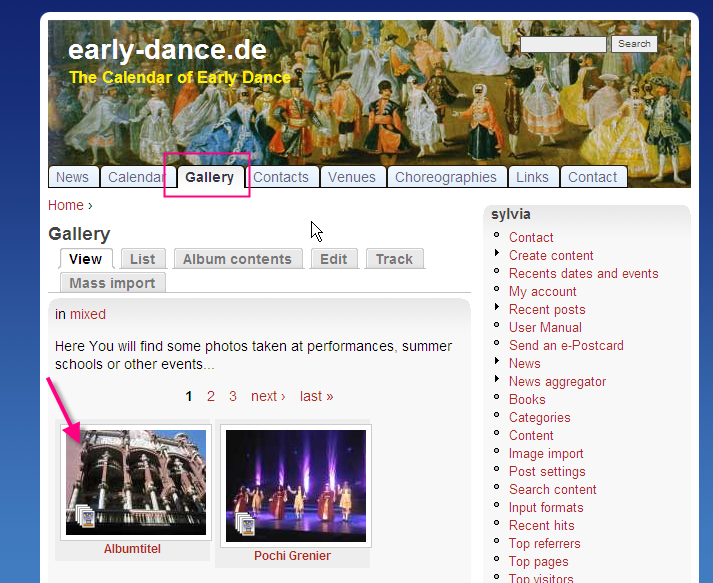 early-dance.de
The Calendar of Early Dance
Search
News Calendar Gallery Contacts Venues Choreographies Links Contact
Home ›
Gallery
View List Album contents Edit Track
Mass import
in mixed
Here You will find some photos taken at performances, summer
schools or other events...
1 2 3 next › last »
Albumtitel
Pochi Grenier
sylvia
Contact
Create content
Recents dates and events
My account
Recent posts
User Manual
Send an e-Postcard
News
News aggregator
Books
Categories
Content
Image import
Post settings
Search content
Input formats
Recent hits
Top referrers
Top pages
Top visitors